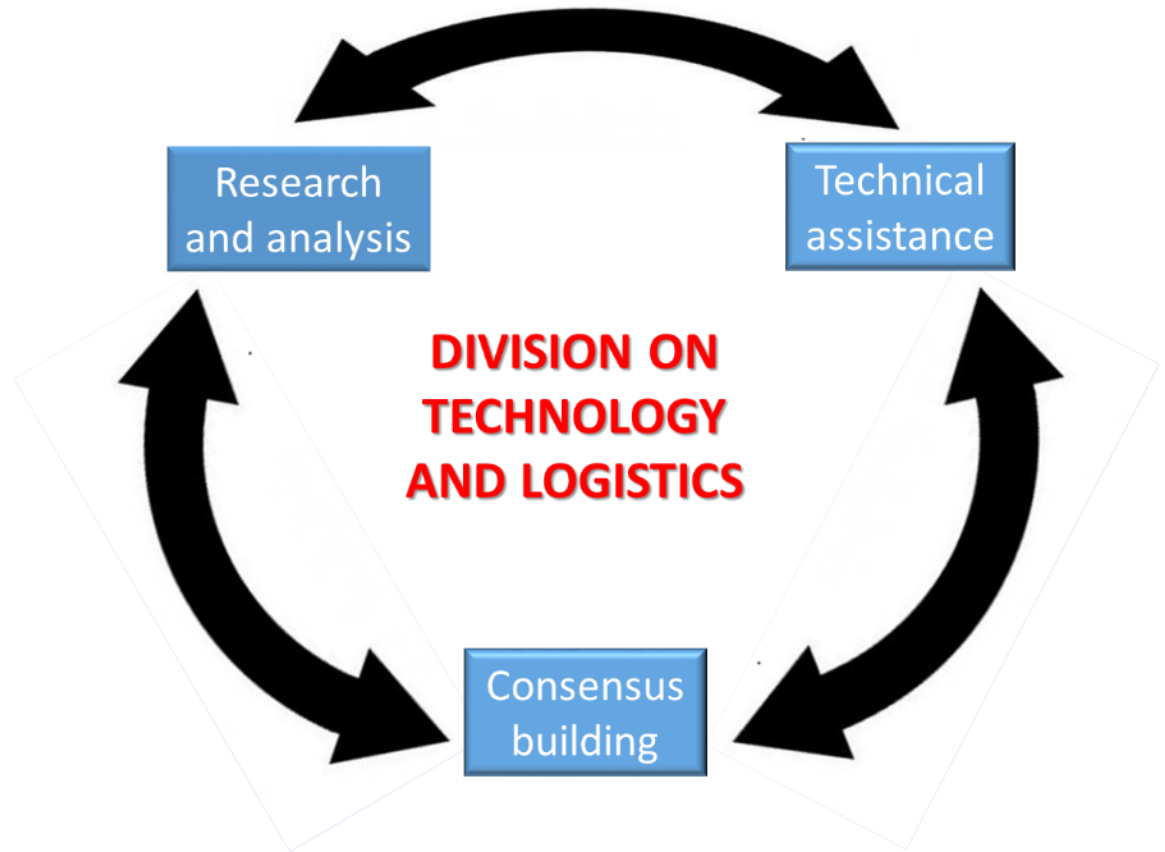 Research
and analysis
Technical
assistance
DIVISION ON
TECHNOLOGY
AND LOGISTICS
Consensus
building